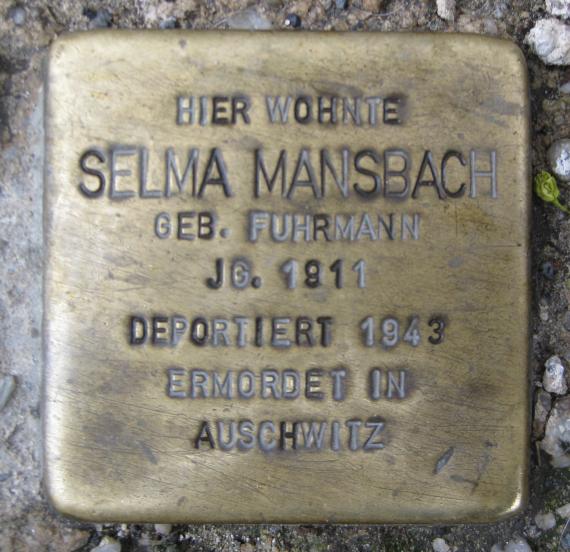 HIER WOHNTE
SELMA MANSBACH
GEB. FUHRMANN
JG. 1911
DEPORTIERT 1943
ERMORDET IN
AUSCHWITZ